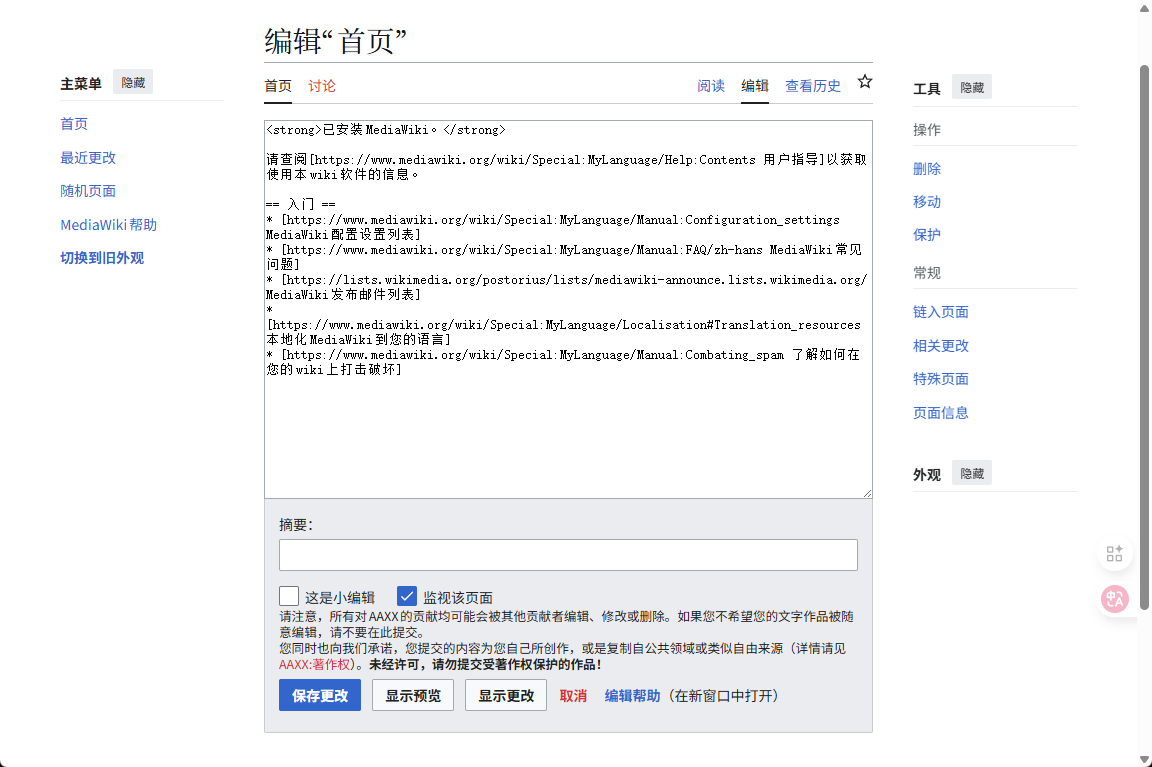 编辑“首页”
主菜单 隐藏
首页
最近更改
随机页面
MediaWiki帮助
切换到旧外观
首页 讨论 阅读 编辑 查看历史
<strong>已安装MediaWiki。</strong>
请查阅[https://www.mediawiki.org/wiki/Special:MyLanguage/Help:Contents 用户指导]以获取
使用本wiki软件的信息。
== 入门 ==
* [https://www.mediawiki.org/wiki/Special:MyLanguage/Manual:Configuration_settings
MediaWiki配置设置列表]
* [https://www.mediawiki.org/wiki/Special:MyLanguage/Manual:FAQ/zh-hans MediaWiki常见
问题]
* [https://lists.wikimedia.org/postorius/lists/mediawiki-announce.lists.wikimedia.org/
MediaWiki发布邮件列表]
*
[https://www.mediawiki.org/wiki/Special:MyLanguage/Localisation#Translation_resources
本地化MediaWiki到您的语言]
* [https://www.mediawiki.org/wiki/Special:MyLanguage/Manual:Combating_spam 了解如何在
您的wiki上打击破坏]
摘要：
这是小编辑 监视该页面
请注意，所有对AAXX的贡献均可能会被其他贡献者编辑、修改或删除。如果您不希望您的文字作品被随
意编辑，请不要在此提交。
您同时也向我们承诺，您提交的内容为您自己所创作，或是复制自公共领域或类似自由来源（详情请见
AAXX:著作权）。未经许可，请勿提交受著作权保护的作品！
保存更改 显示预览 显示更改 取消 编辑帮助（在新窗口中打开）
工具 隐藏
操作
删除
移动
保护
常规
链入页面
相关更改
特殊页面
页面信息
外观 隐藏
中A